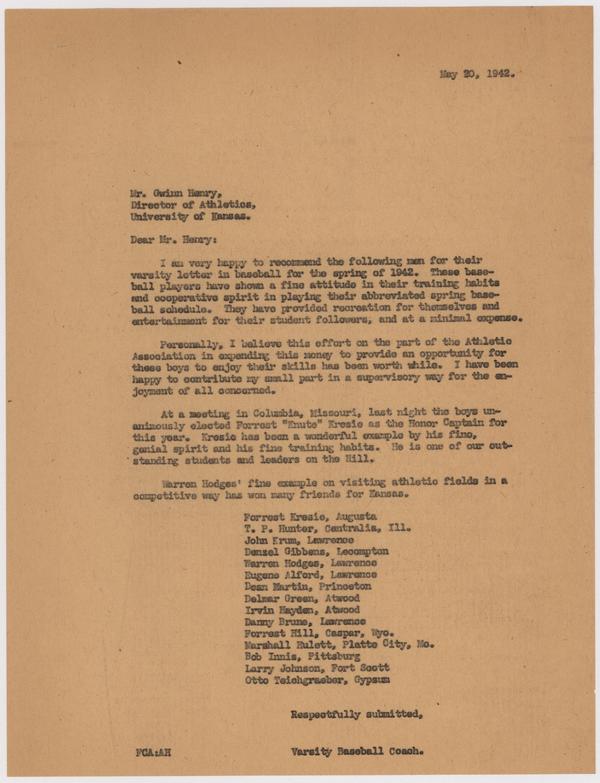 May 20, 1942.
Mr. Gwinn Henry,
Director of Athletics,
University of Kansas.
Dear Mr. Henry:
I am very happy to recommend the following men for their
varsity letter in baseball for the spring of 1942. These base-
ball players have shown a fine attitude in their training habits
and cooperative spirit in playing their abbreviated spring base-
ball schedule. They have provided recreation for themselves and
entertainment for their student followers, and at a minimal expense.
Personally, I believe this effort on the part of the Athletic
Association in expending this money to provide an opportunity for
these boys to enjoy their skills has been worth while. I have been
happy to contribute my small part in a supervisory way for the en-
joyment of all concerned.
At a meeting in Columbia, Missouri, last night the boys un-
animously elected Forrest "Knute" Kresie as the Honor Captain for
this year. Kresie has been a wonderful example by his fine,
genial spirit and his fine training habits. He is one of our out-
standing students and leaders on the Hill.
Warren Hodges' fine example on visiting athletic fields in a
competitive way has won many friends for Kansas.
Forrest Kresie, Augusta
T. P. Hunter, Centralia, Ill.
John Krum, Lawrence
Denzel Gibbens, Lecompton
Warren Hodges, Lawrence
Eugene Alford, Lawrence
Dean Martin, Princeton
Delmar Green, Atwood
Irvin Hayden, Atwood
Danny Brune, Lawrence
Forrest Hill, Caspar, Wyo.
Marshall Hulett, Platte City, Mo.
Bob Innis, Pittsburg
Larry Johnson, Fort Scott
Otto Teichgraeber, Gypsum
Respectfully submitted,
FCA:AH Varsity Baseball Coach.